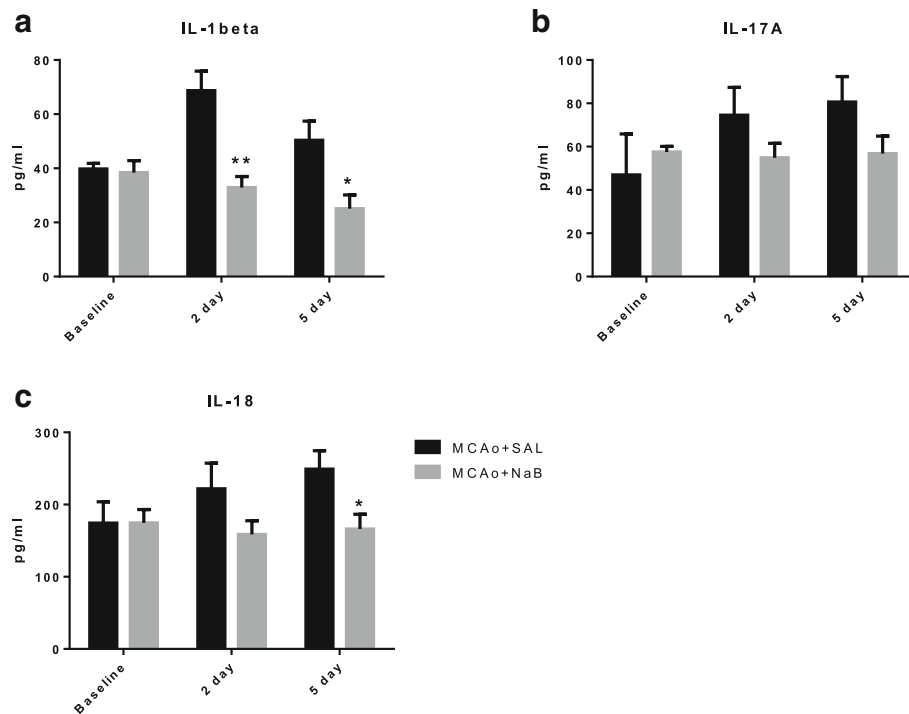 a
IL-1beta
80
60
40
20
0
pg/ml
**
*
Baseline
2 day
5 day
b
IL-17A
100
80
60
40
20
0
pg/ml
Baseline
2 day
5 day
c
IL-18
300
200
100
0
pg/ml
*
Baseline
2 day
5 day
MCAo+SAL
MCAo+NaB